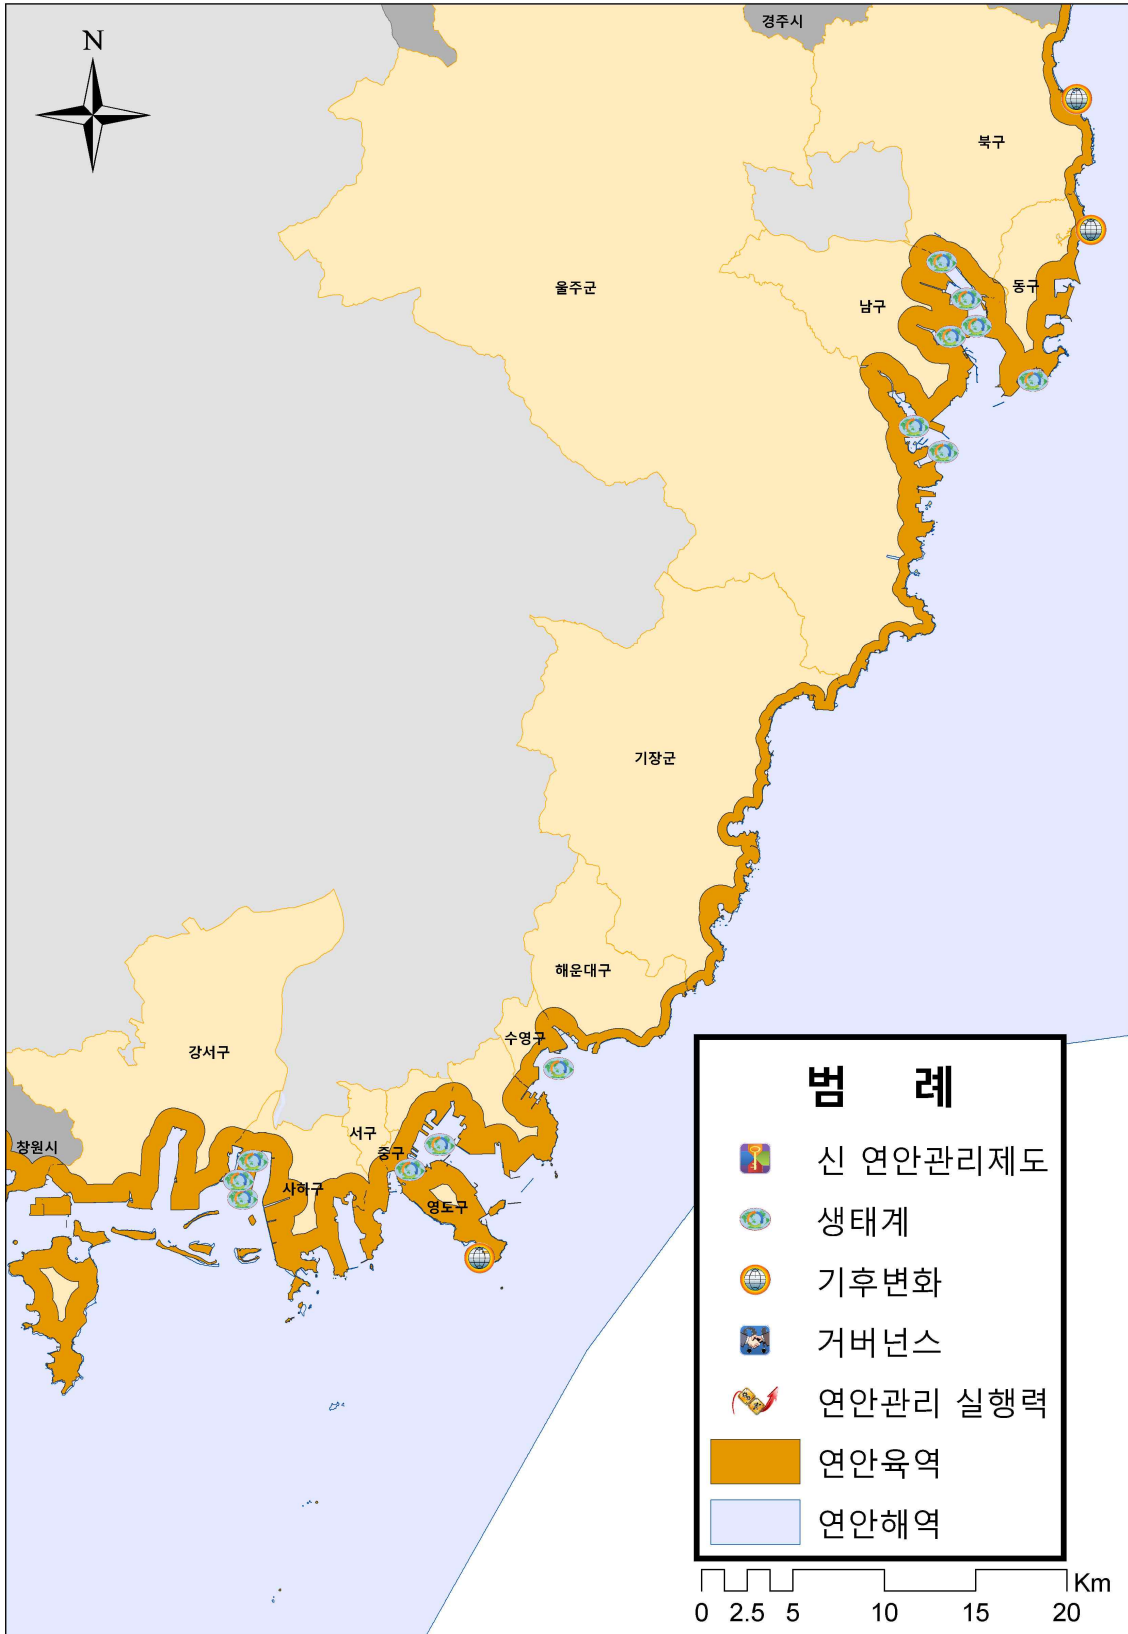 경주시
N
북구
울주군
동구
남구
기장군
해운대구
수영구
강서구
서구
창원시
중구
사하구
영도구
범 례
신 연안관리제도
생태계
기후변화
거버넌스
연안관리 실행력
연안육역
연안해역
Km
0 2.5 5 10 15 20